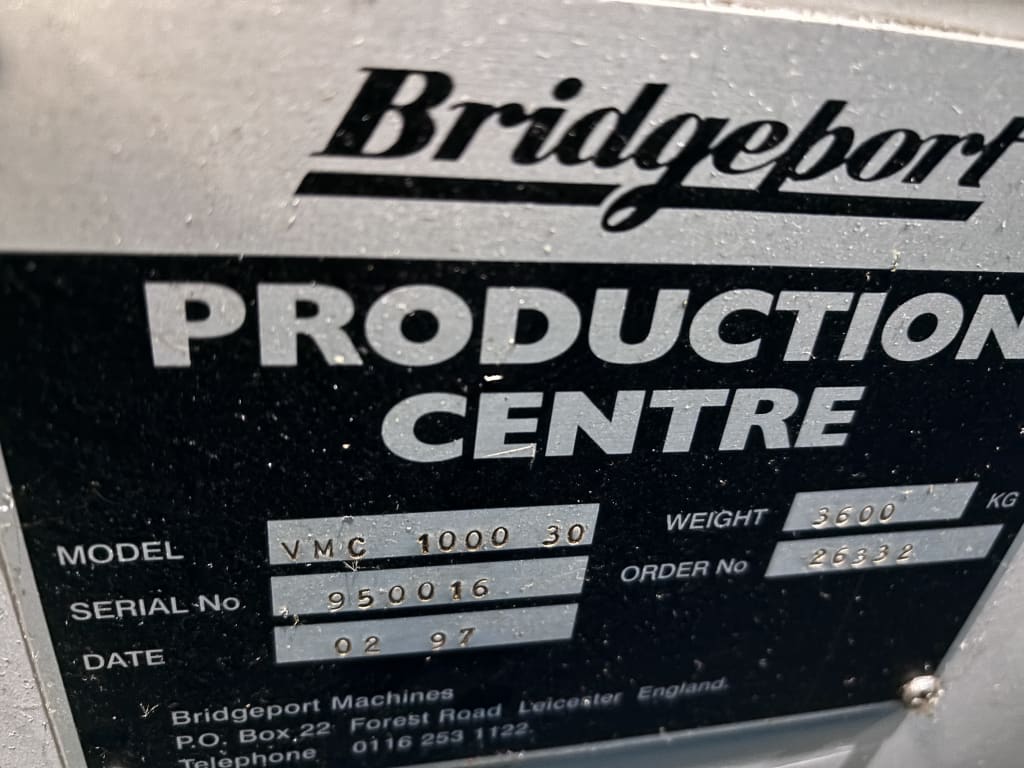 Bridgeport
PRODUCTION
CENTRE
MODEL VMC 1000 30
WEIGHT 3600 KG
SERIAL No 950016
ORDER No 26332
DATE 02 97
Bridgeport Machines
P.O. Box 22 Forest Road Leicester England.
Telephone 0116 253 1122